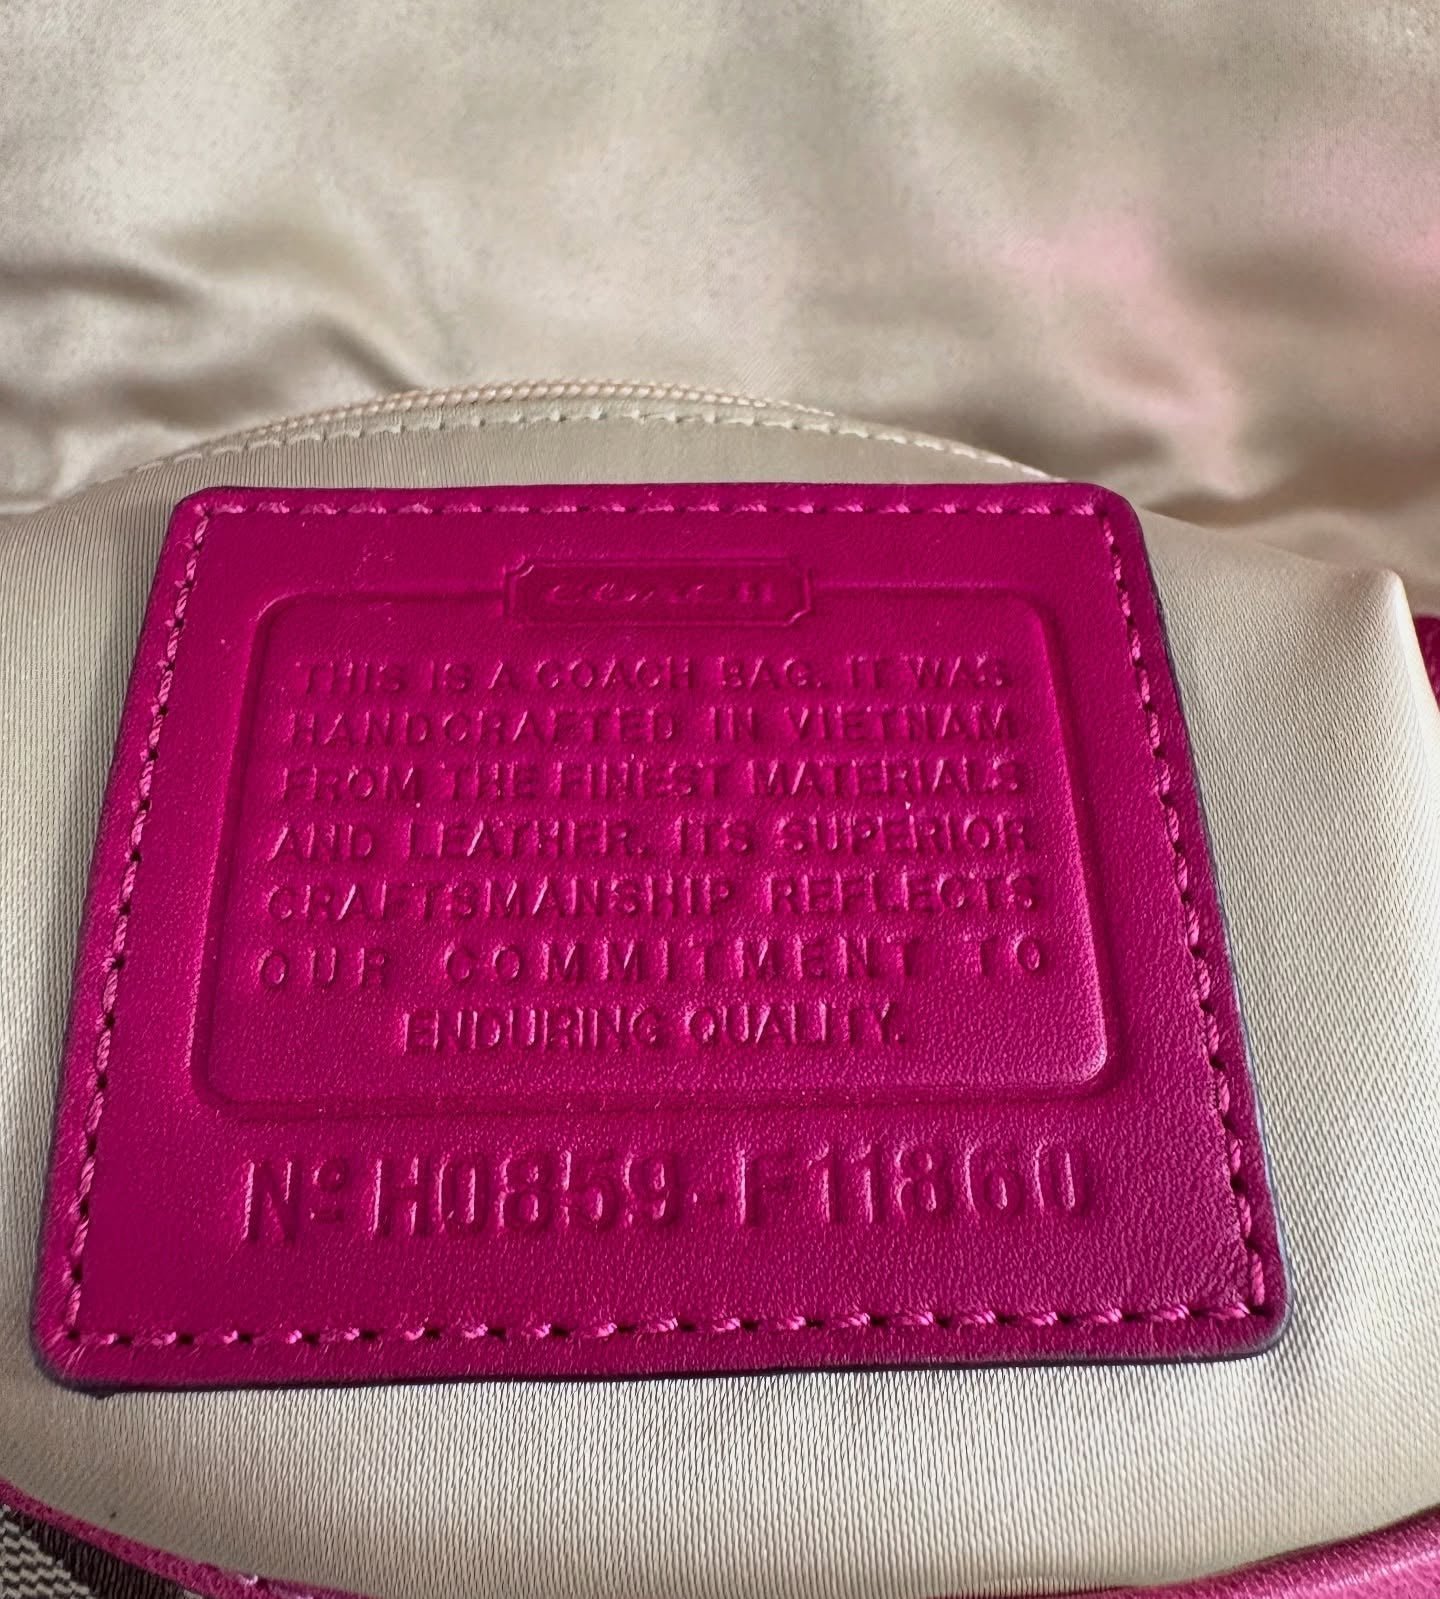 COACH
THIS IS A COACH BAG. IT WAS
HANDCRAFTED IN VIETNAM
FROM THE FINEST MATERIALS
AND LEATHER. ITS SUPERIOR
CRAFTSMANSHIP REFLECTS
OUR COMMITMENT TO
ENDURING QUALITY.
Nº H0859-F11860